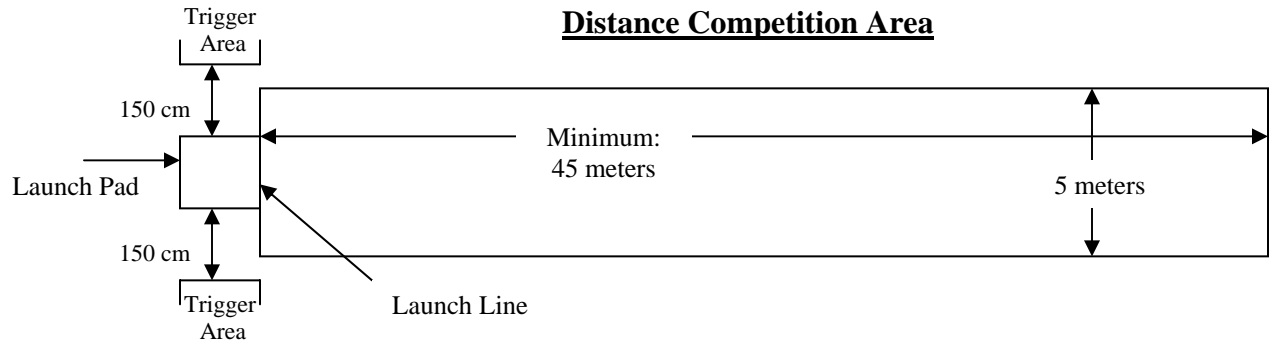 Trigger
Area
Distance Competition Area
150 cm
Minimum:
45 meters
Launch Pad
5 meters
150 cm
Launch Line
Trigger
Area